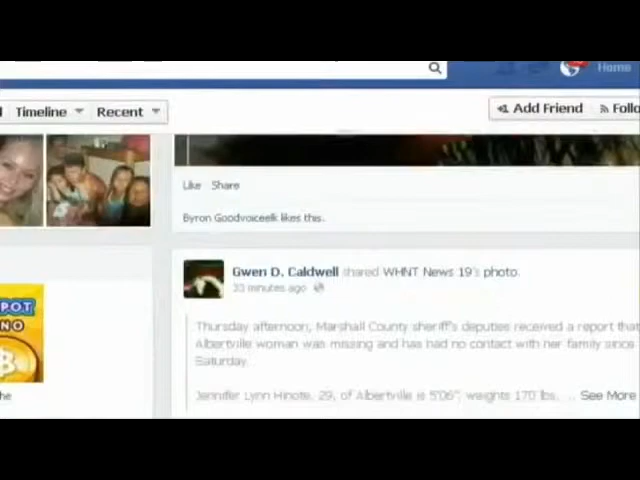 Home
Timeline Recent
Add Friend
Like Share
Byron Goodvoiceelk likes this.
Gwen D. Caldwell shared WHNT News 19's photo.
33 minutes ago
Thursday afternoon, Marshall County sheriff's deputies received a report that
Albertville woman was missing and has had no contact with her family since
Saturday.
Jennifer Lynn Hinote, 29, of Albertville is 5'06", weights 170 lbs, ... See More